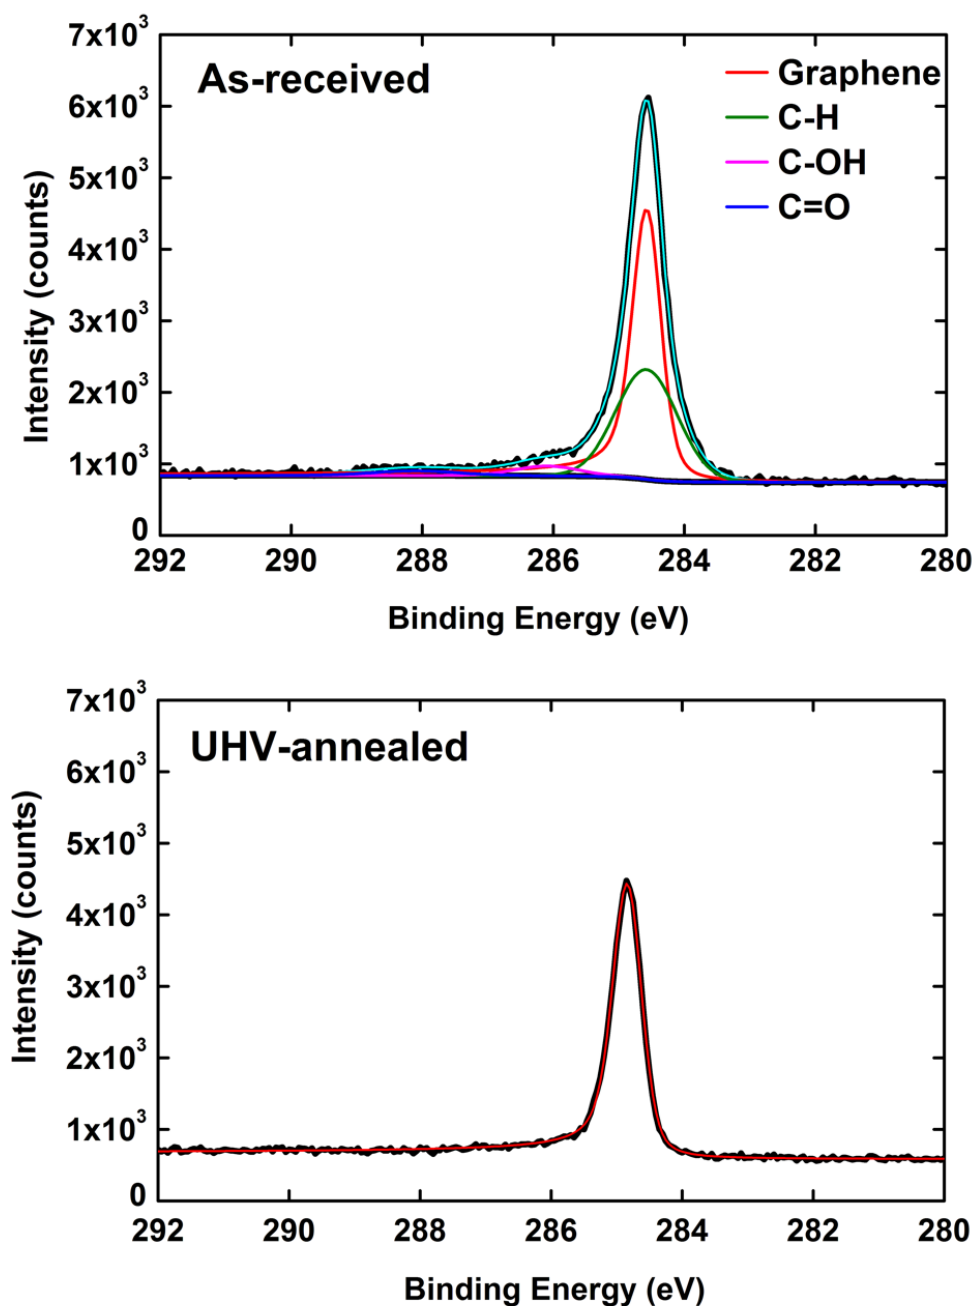 As-received
Graphene
C-H
C-OH
C=O
7x10³
6x10³
5x10³
4x10³
3x10³
2x10³
1x10³
0
Intensity (counts)
292 290 288 286 284 282 280
Binding Energy (eV)
UHV-annealed
7x10³
6x10³
5x10³
4x10³
3x10³
2x10³
1x10³
0
Intensity (counts)
292 290 288 286 284 282 280
Binding Energy (eV)